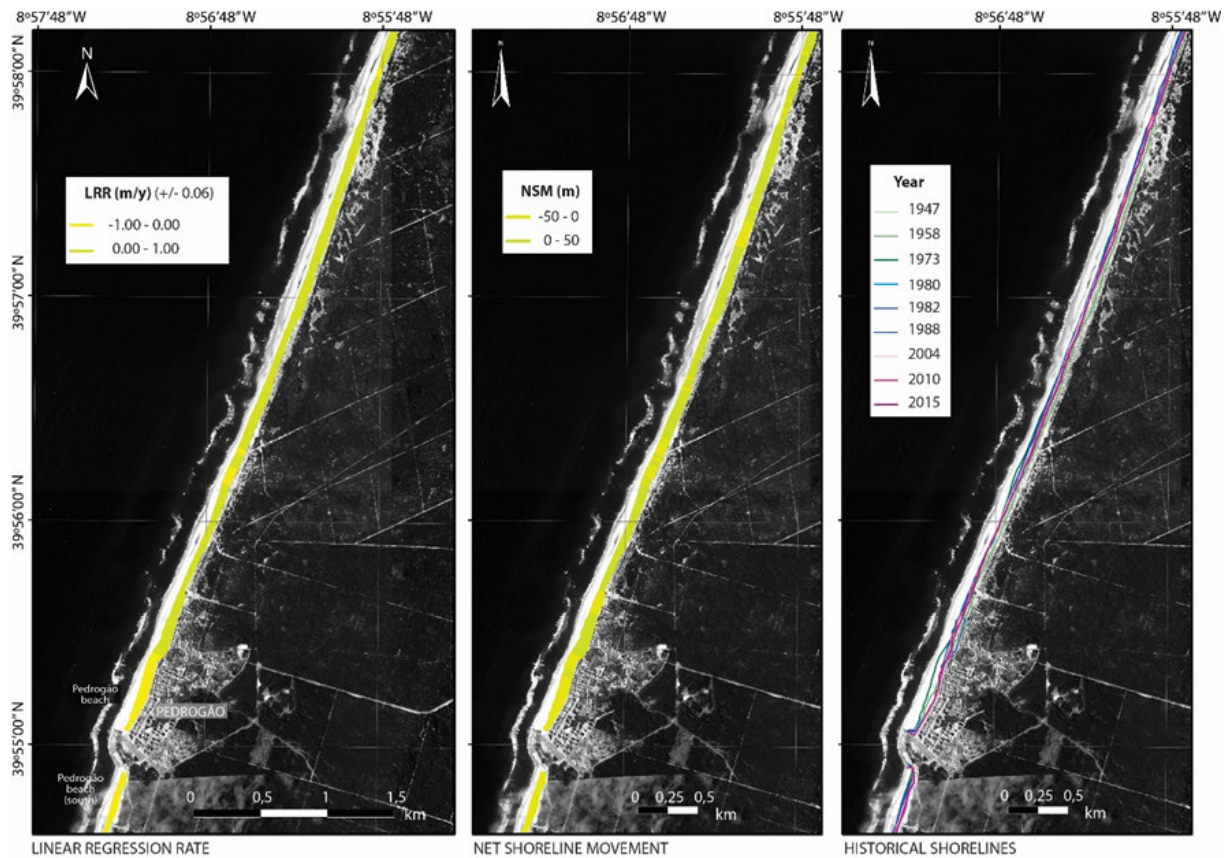 8°57'48"W 8°56'48"W 8°55'48"W 8°56'48"W 8°55'48"W 8°56'48"W 8°55'48"W
39°58'00"N
39°57'00"N
39°56'00"N
39°55'00"N
N
LRR (m/y) (+/- 0.06)
-1.00 - 0.00
0.00 - 1.00
Pedrogão
beach
PEDROGÃO
Pedrogão
beach
(south)
0 0,5 1 1,5
km
LINEAR REGRESSION RATE
N
NSM (m)
-50 - 0
0 - 50
0 0,25 0,5
km
NET SHORELINE MOVEMENT
N
Year
1947
1958
1973
1980
1982
1988
2004
2010
2015
0 0,25 0,5
km
HISTORICAL SHORELINES